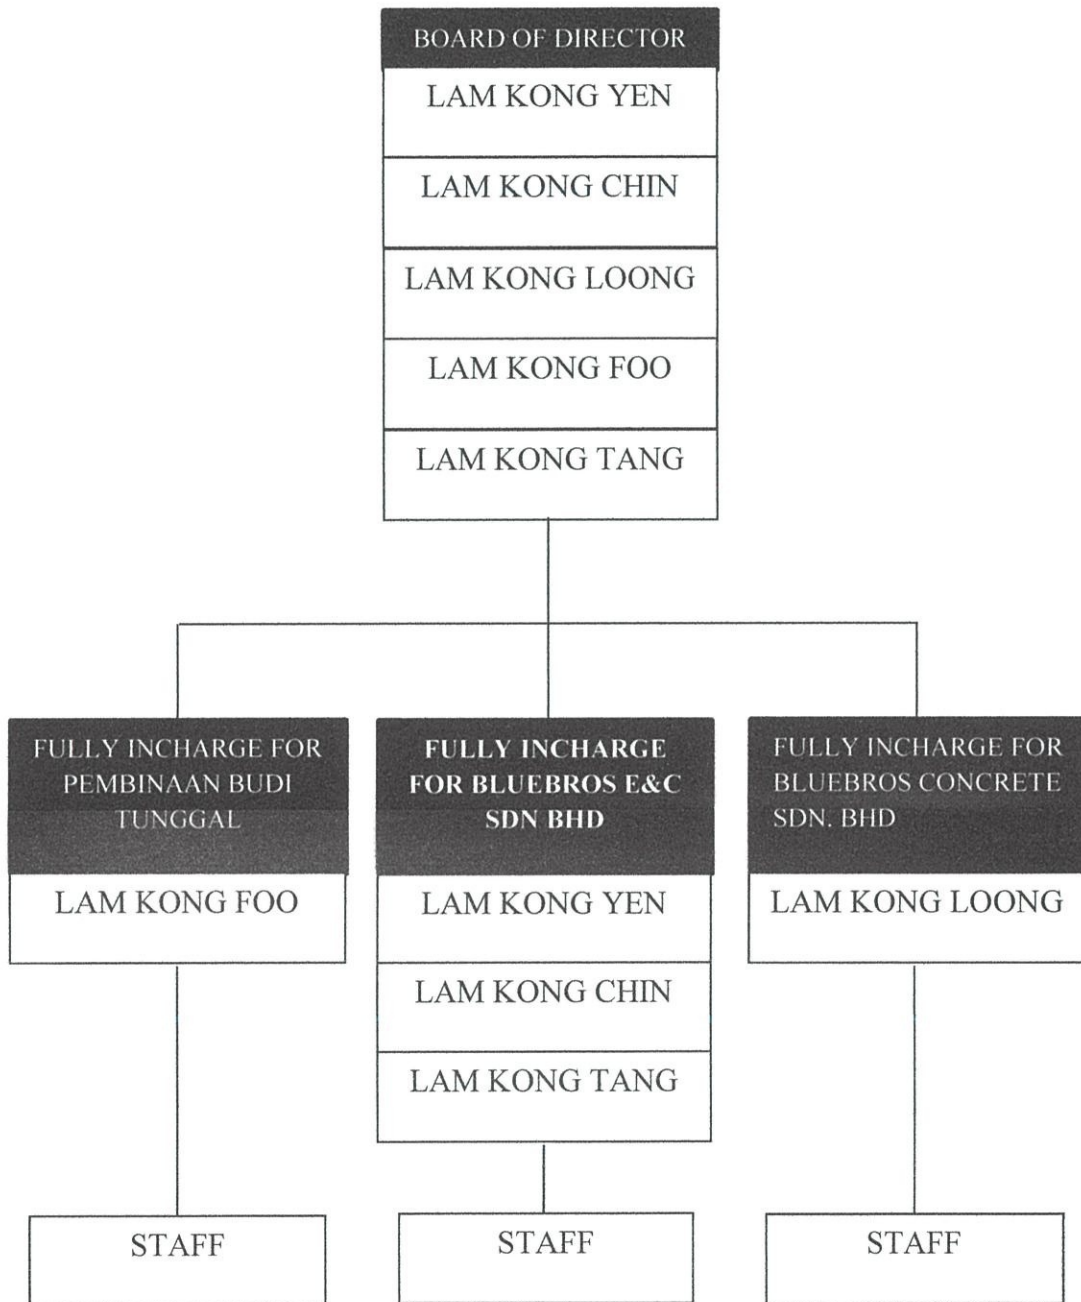 BOARD OF DIRECTOR
LAM KONG YEN
LAM KONG CHIN
LAM KONG LOONG
LAM KONG FOO
LAM KONG TANG
FULLY INCHARGE FOR
PEMBINAAN BUDI
TUNGGAL
LAM KONG FOO
FULLY INCHARGE
FOR BLUEBROS E&C
SDN BHD
LAM KONG YEN
LAM KONG CHIN
LAM KONG TANG
FULLY INCHARGE FOR
BLUEBROS CONCRETE
SDN. BHD
LAM KONG LOONG
STAFF
STAFF
STAFF